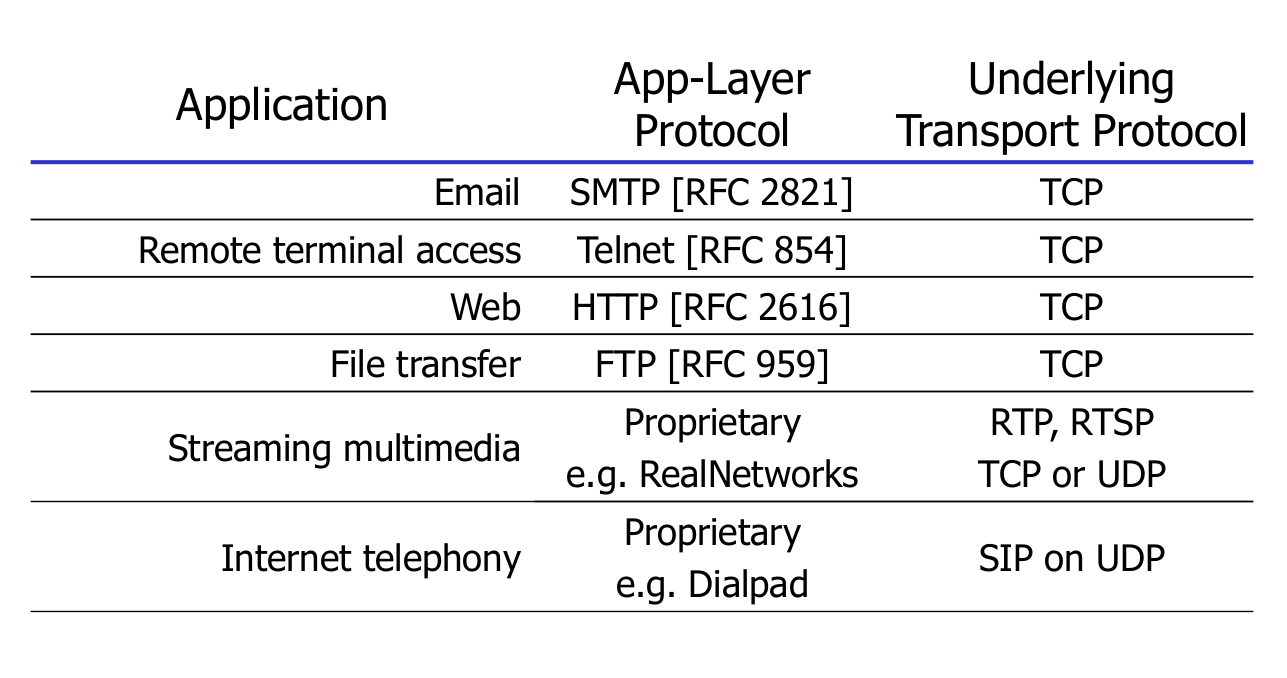 Application
App-Layer
Protocol
Underlying
Transport Protocol
Email
SMTP [RFC 2821]
TCP
Remote terminal access
Telnet [RFC 854]
TCP
Web
HTTP [RFC 2616]
TCP
File transfer
FTP [RFC 959]
TCP
Streaming multimedia
Proprietary
e.g. RealNetworks
RTP, RTSP
TCP or UDP
Internet telephony
Proprietary
e.g. Dialpad
SIP on UDP